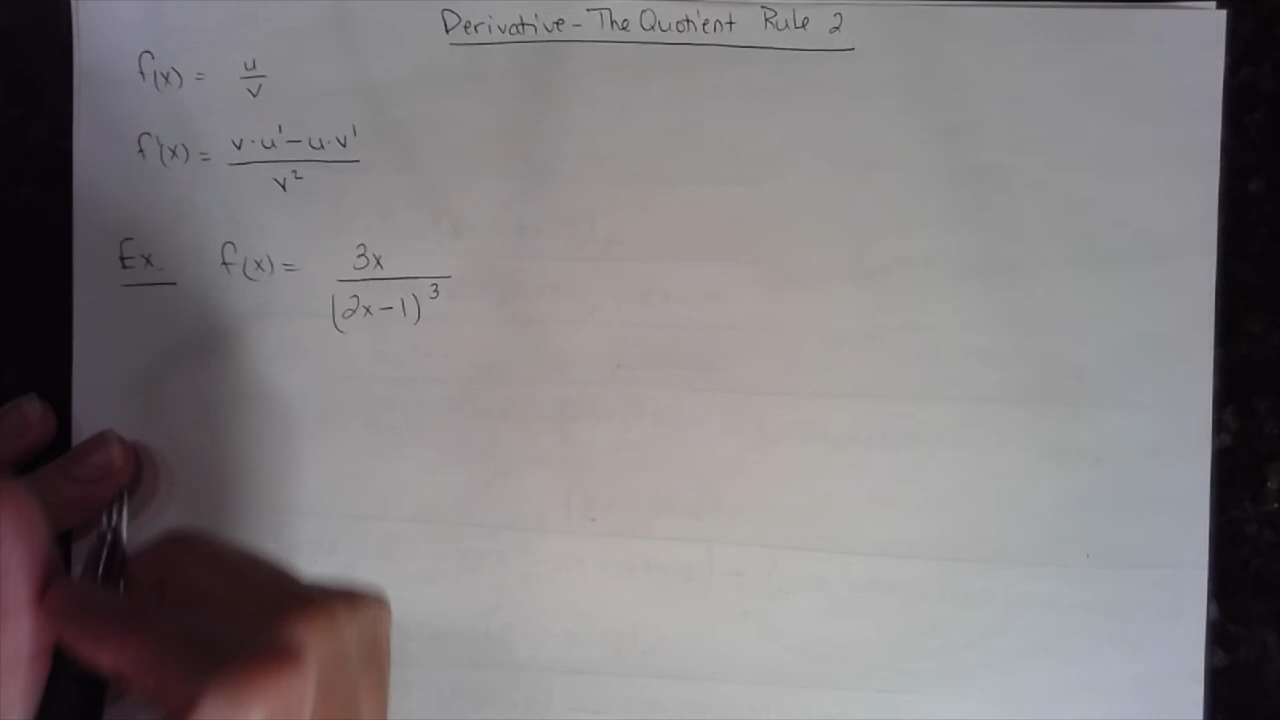 Derivative - The Quotient Rule 2
f(x) = u/v
f'(x) = v·u' - u·v' / v²
Ex. f(x) = 3x / (2x-1)³